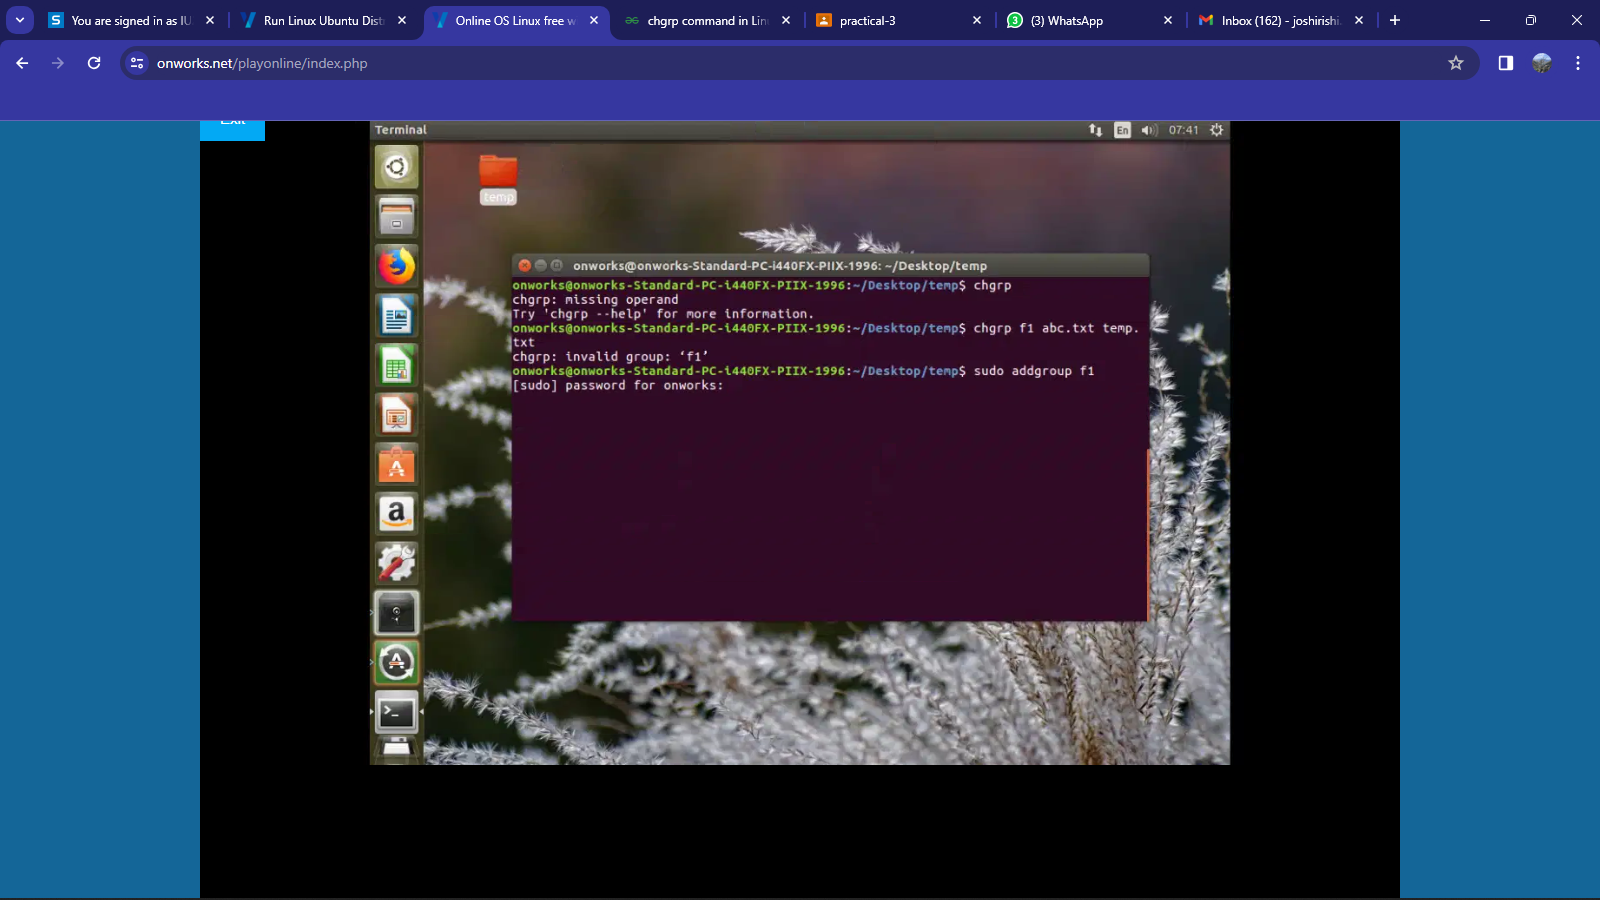 You are signed in as IU
Run Linux Ubuntu Dist
Online OS Linux free w
chgrp command in Lin
practical-3
(3) WhatsApp
Inbox (162) - joshirishi
onworks.net/playonline/index.php
Exit
Terminal
En
07:41
temp
onworks@onworks-Standard-PC-i440FX-PIIX-1996: ~/Desktop/temp
onworks@onworks-Standard-PC-i440FX-PIIX-1996:~/Desktop/temp$ chgrp
chgrp: missing operand
Try 'chgrp --help' for more information.
onworks@onworks-Standard-PC-i440FX-PIIX-1996:~/Desktop/temp$ chgrp f1 abc.txt temp.
txt
chgrp: invalid group: ‘f1’
onworks@onworks-Standard-PC-i440FX-PIIX-1996:~/Desktop/temp$ sudo addgroup f1
[sudo] password for onworks: